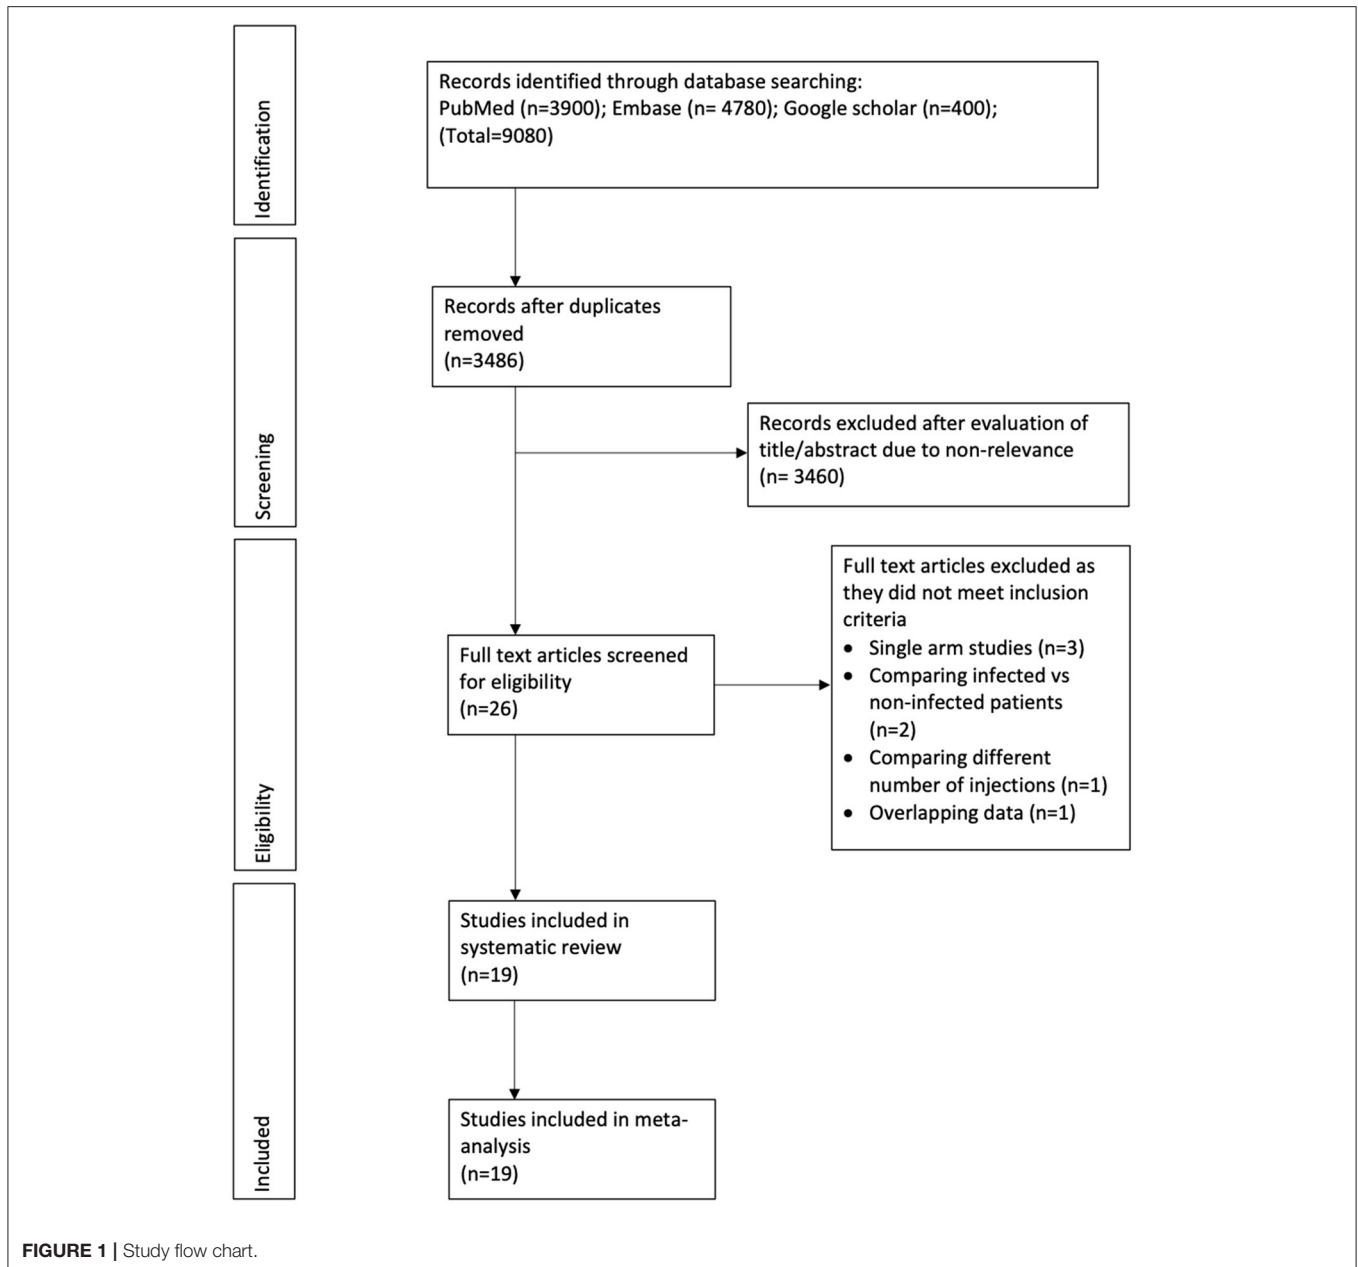 Identification
Records identified through database searching:
PubMed (n=3900); Embase (n= 4780); Google scholar (n=400);
(Total=9080)
Screening
Records after duplicates
removed
(n=3486)
Records excluded after evaluation of
title/abstract due to non-relevance
(n= 3460)
Eligibility
Full text articles screened
for eligibility
(n=26)
Full text articles excluded as
they did not meet inclusion
criteria
• Single arm studies (n=3)
• Comparing infected vs
non-infected patients
(n=2)
• Comparing different
number of injections (n=1)
• Overlapping data (n=1)
Included
Studies included in
systematic review
(n=19)
Studies included in meta-
analysis
(n=19)
FIGURE 1 | Study flow chart.